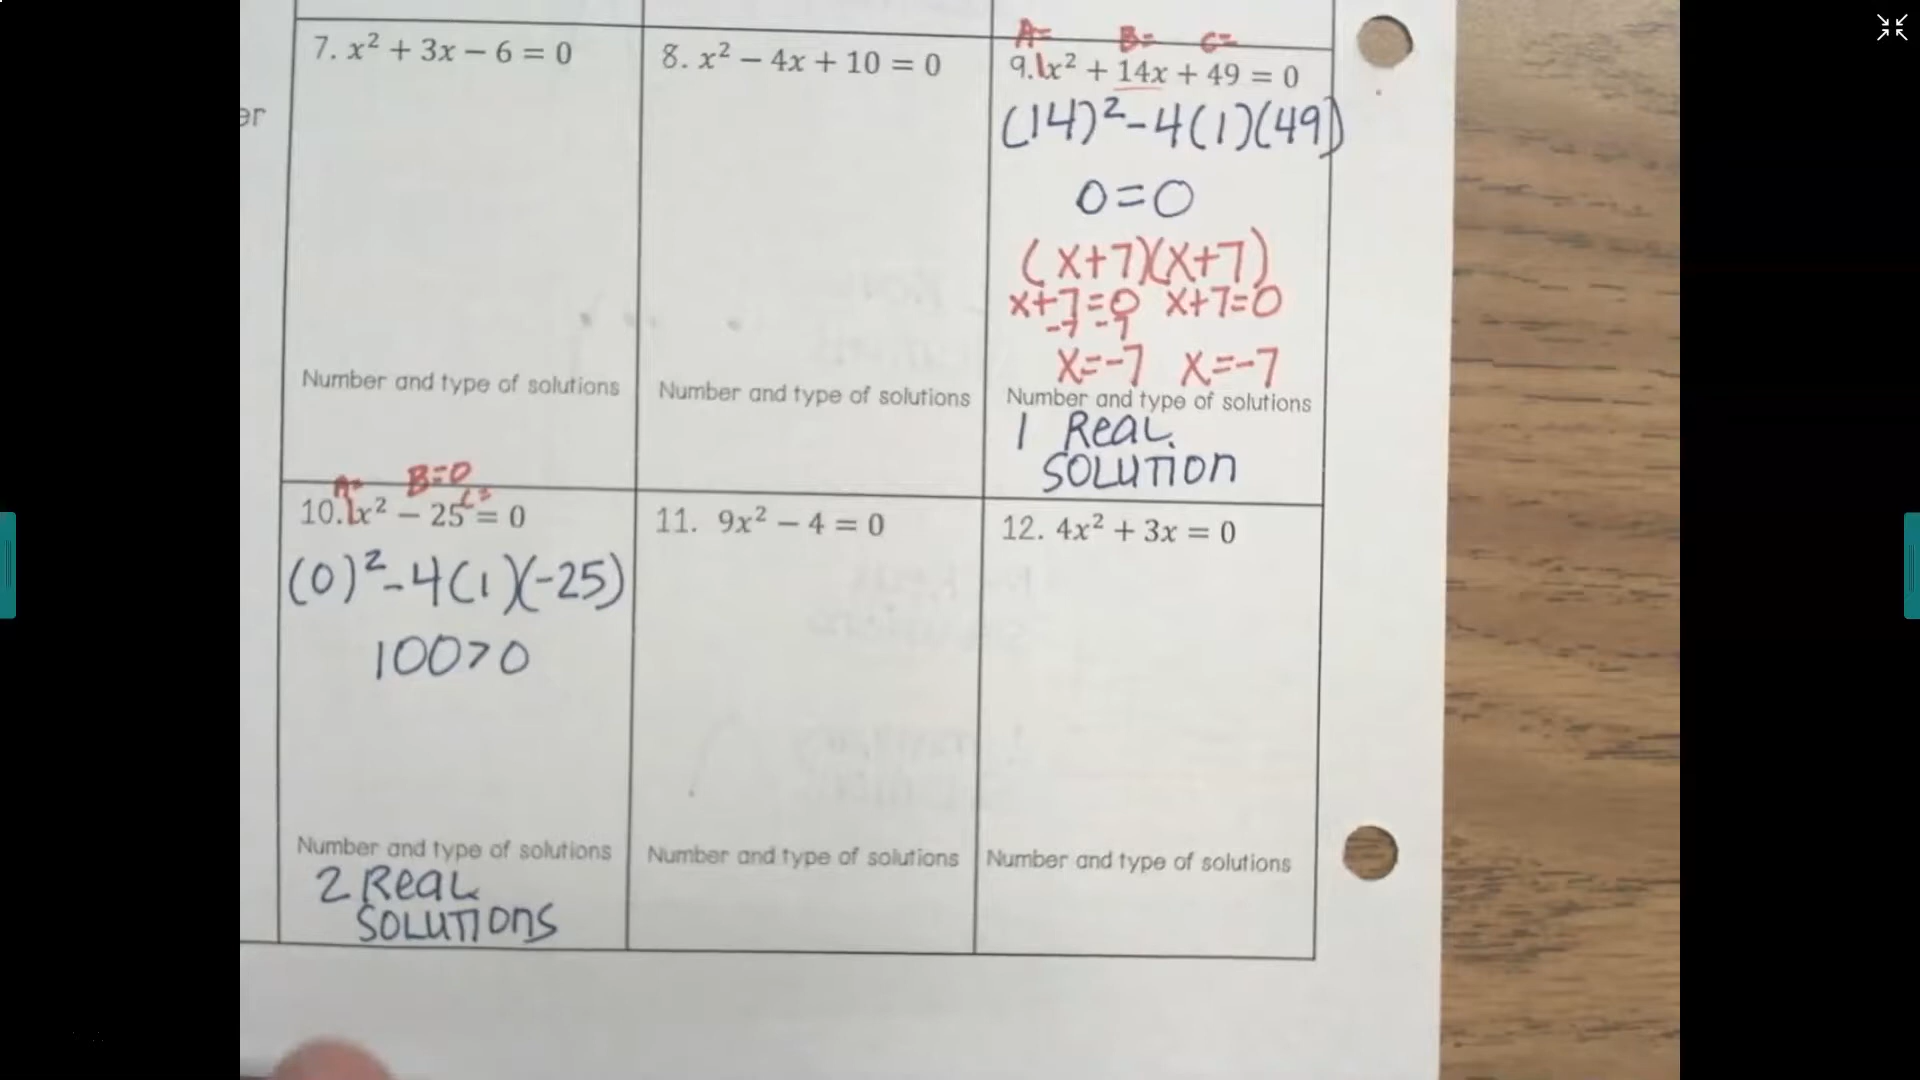 7. x² + 3x − 6 = 0
8. x² − 4x + 10 = 0
A= B= C=
9. 1x² + 14x + 49 = 0
(14)²-4(1)(49)
0=0
(x+7)(x+7)
x+7=0 x+7=0
-7 -7
x=-7 x=-7
er
Number and type of solutions
Number and type of solutions
Number and type of solutions
1 Real
SOLUTION
A= B=0 C=
10. 1x² − 25 = 0
(0)²-4(1)(-25)
100>0
11. 9x² − 4 = 0
12. 4x² + 3x = 0
Number and type of solutions
2 Real
SOLUTIONS
Number and type of solutions
Number and type of solutions